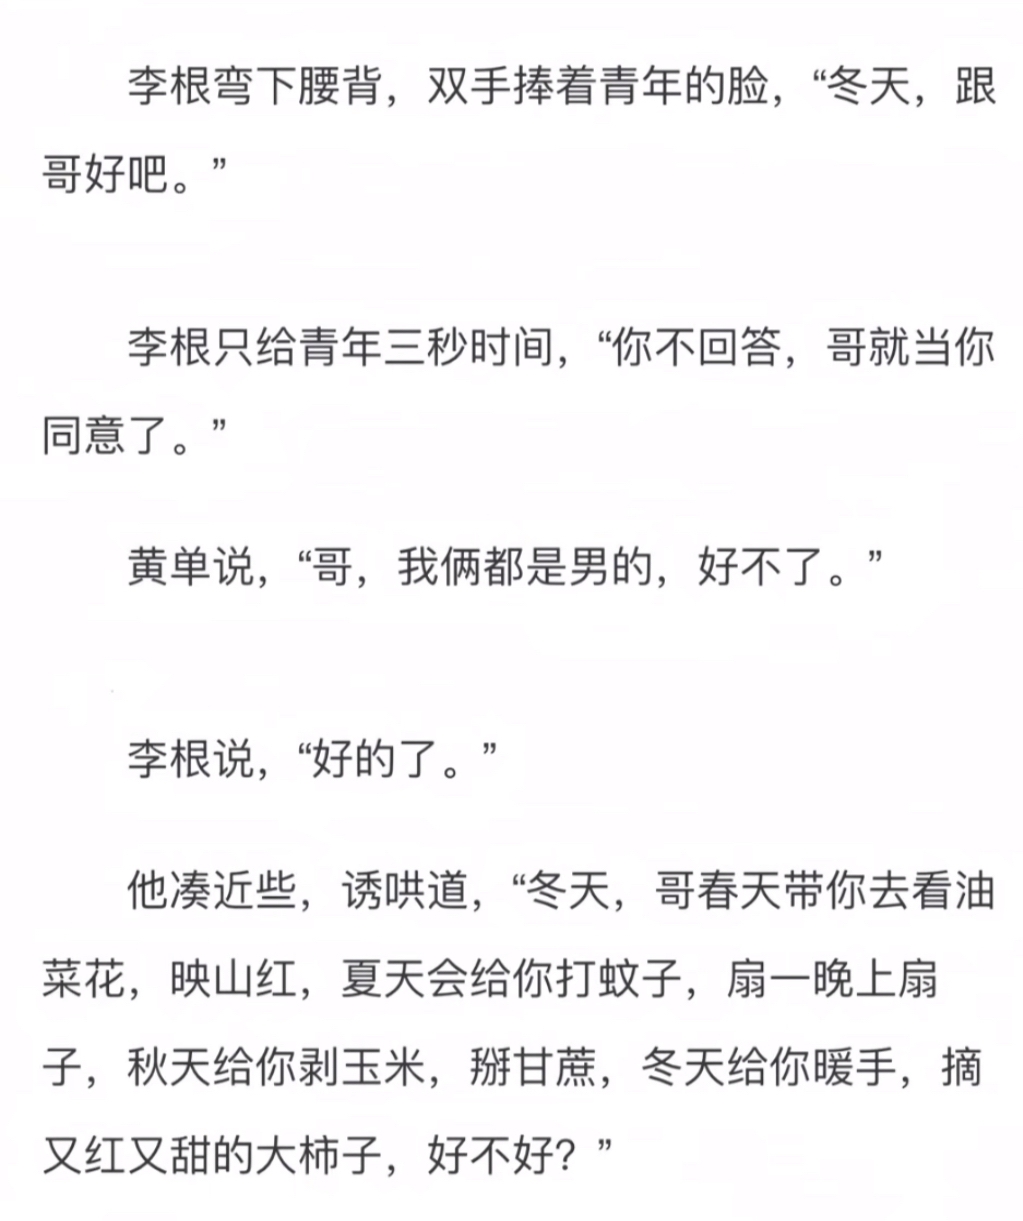 李根弯下腰背，双手捧着青年的脸，“冬天，跟
哥好吧。”
李根只给青年三秒时间，“你不回答，哥就当你
同意了。”
黄单说，“哥，我俩都是男的，好不了。”
李根说，“好的了。”
他凑近些，诱哄道，“冬天，哥春天带你去看油
菜花，映山红，夏天会给你打蚊子，扇一晚上扇
子，秋天给你剥玉米，掰甘蔗，冬天给你暖手，摘
又红又甜的大柿子，好不好？”